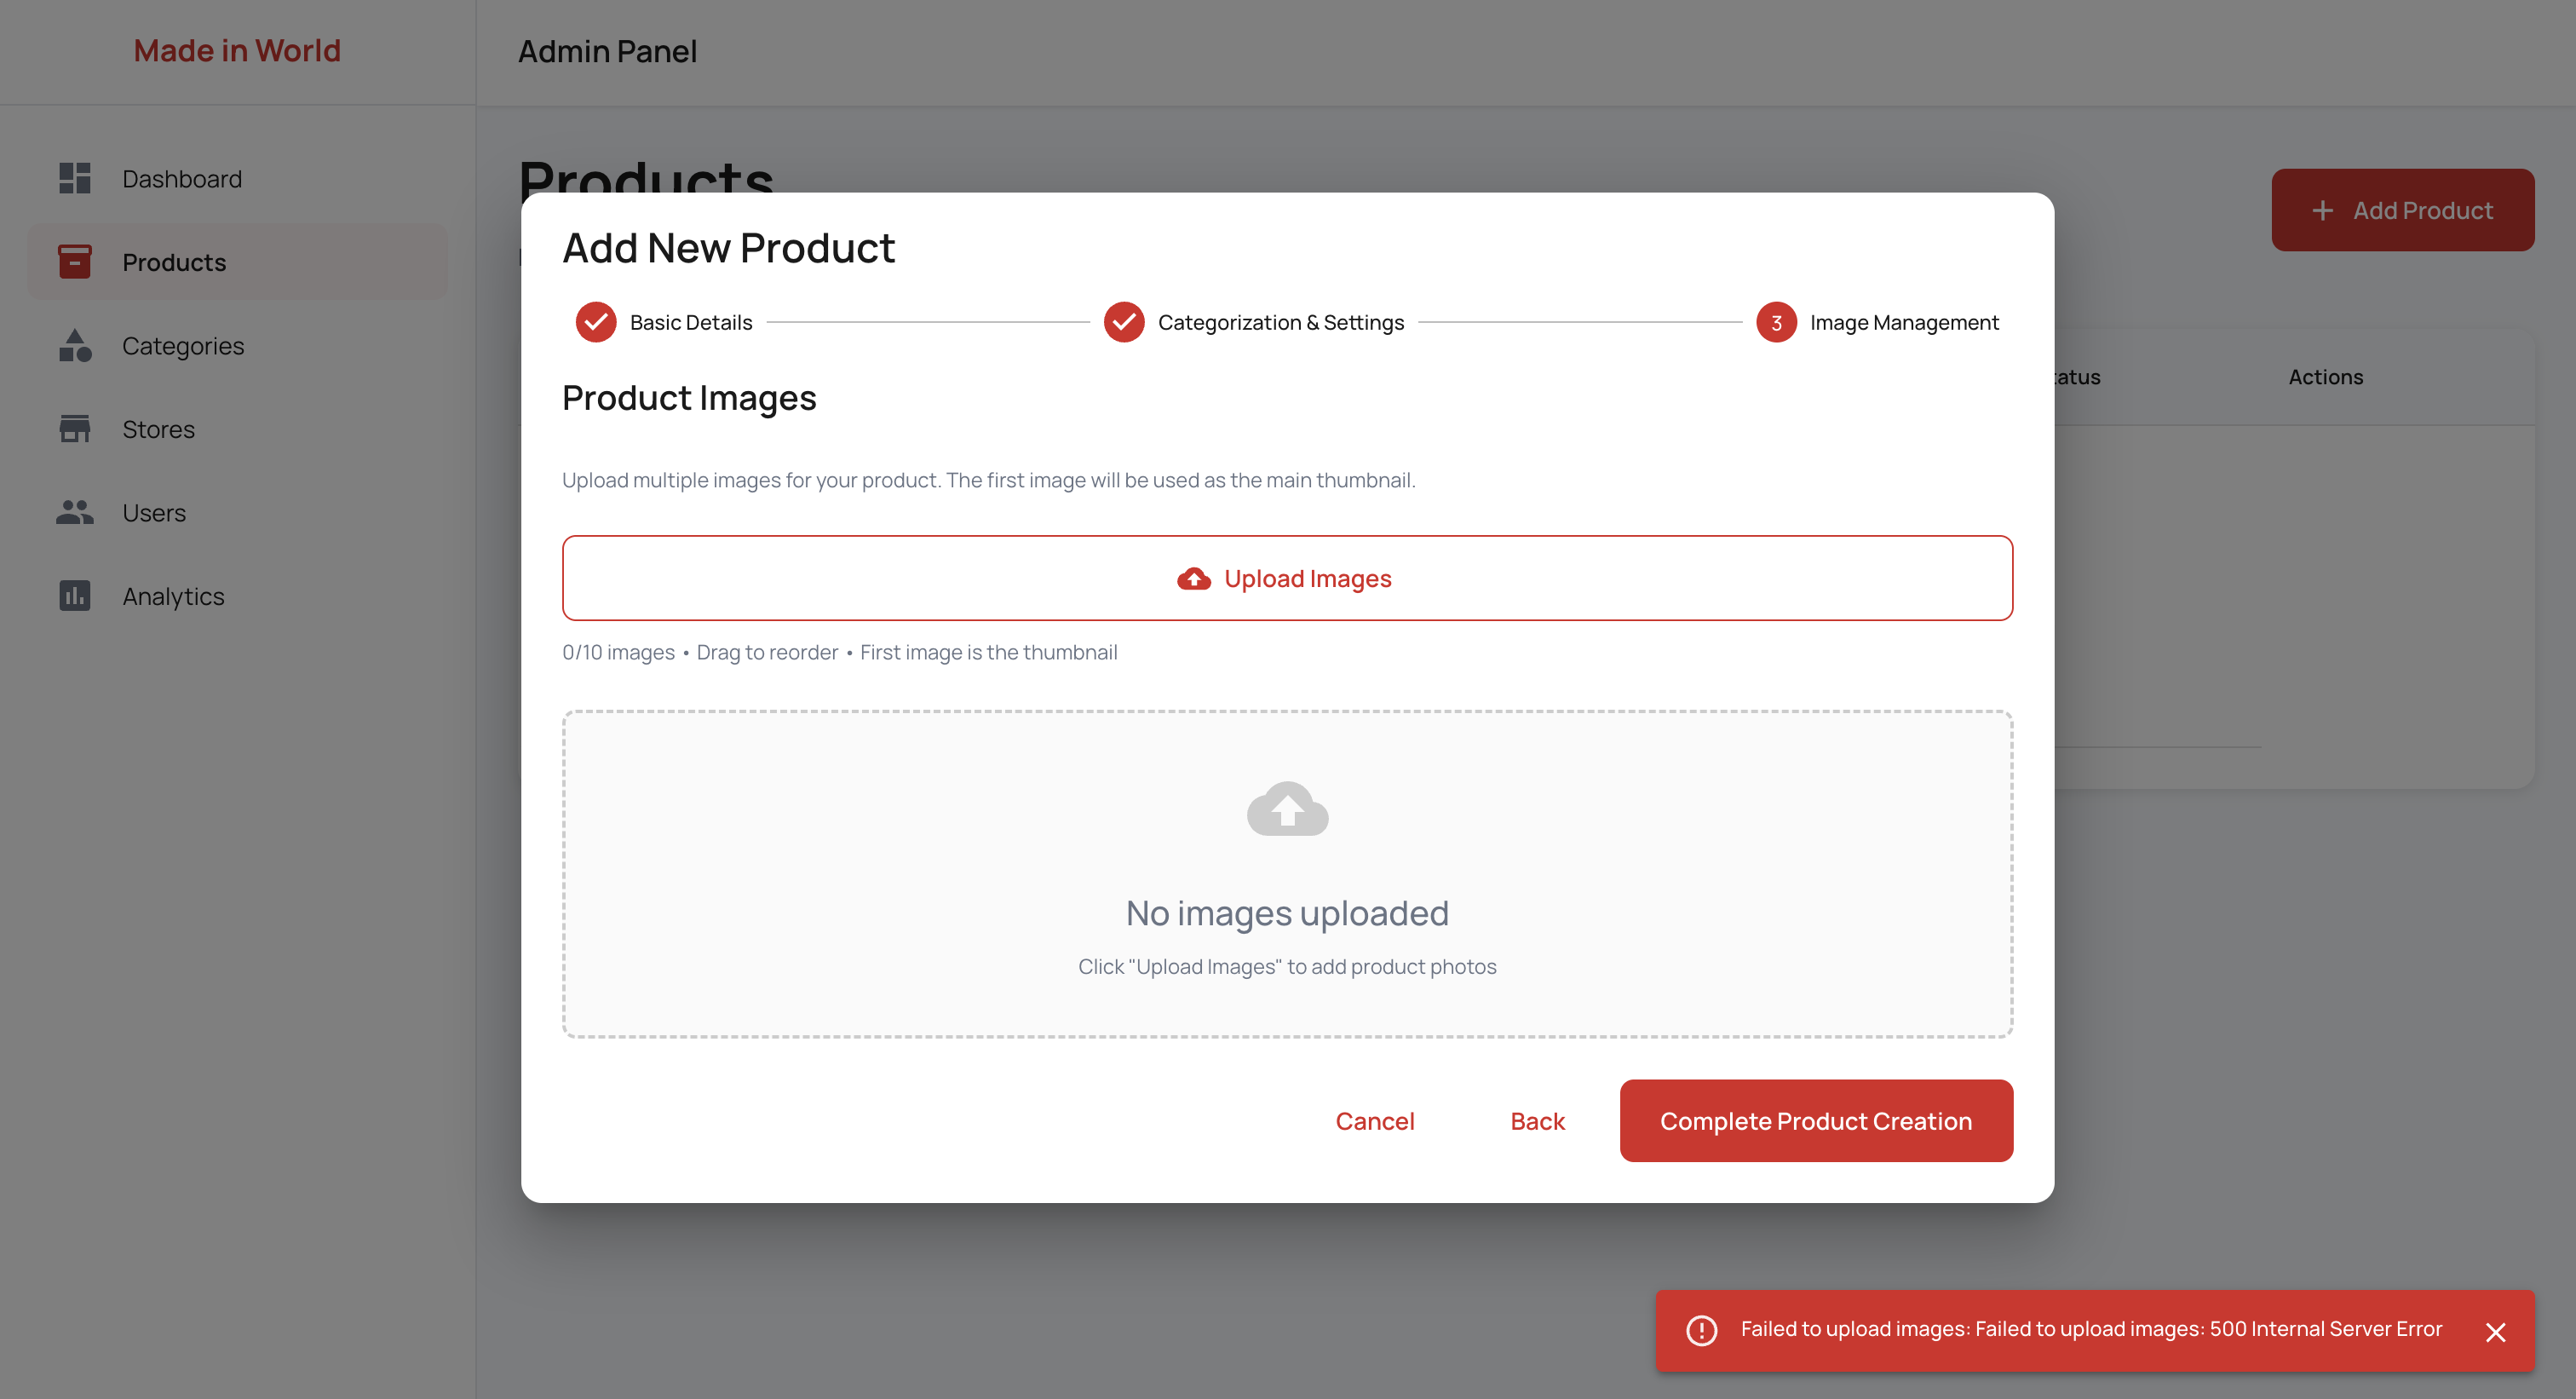 Made in World
Admin Panel
Dashboard
Products
Categories
Stores
Users
Analytics
Products
Add Product
Actions
Add New Product
Basic Details
Categorization & Settings
3 Image Management
Product Images
Upload multiple images for your product. The first image will be used as the main thumbnail.
Upload Images
0/10 images • Drag to reorder • First image is the thumbnail
No images uploaded
Click "Upload Images" to add product photos
Cancel
Back
Complete Product Creation
Failed to upload images: Failed to upload images: 500 Internal Server Error